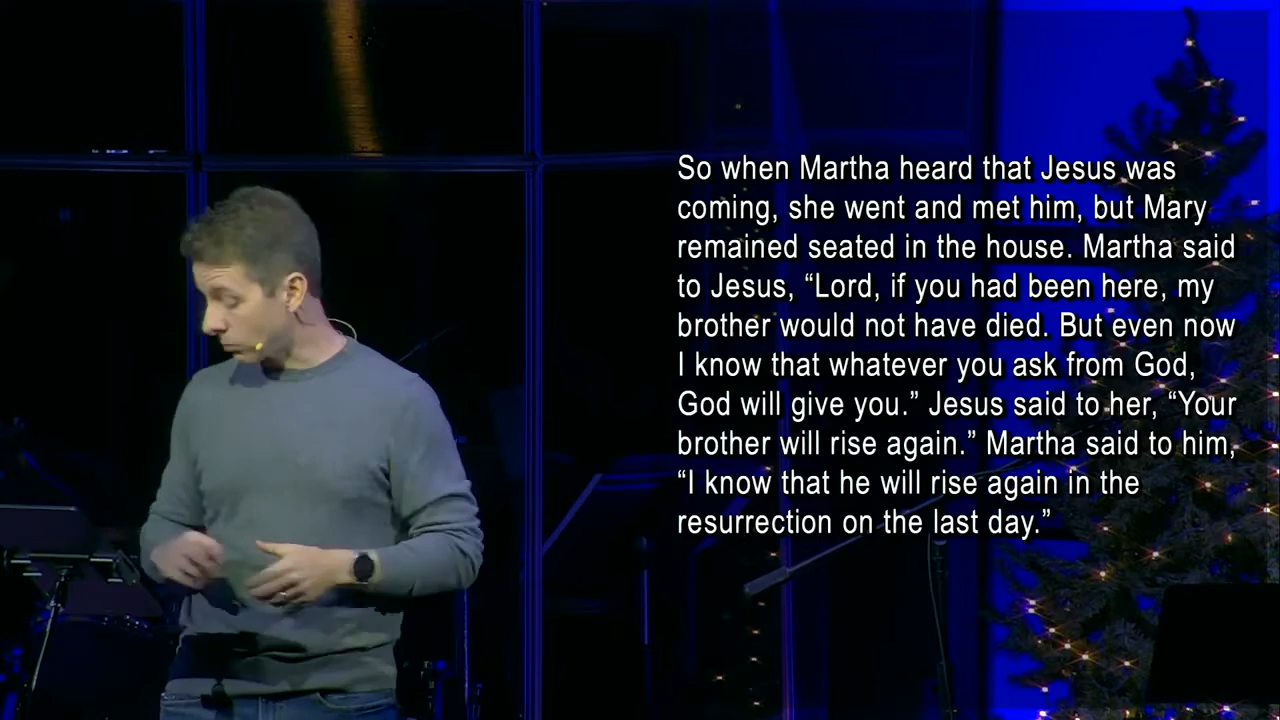 So when Martha heard that Jesus was
coming, she went and met him, but Mary
remained seated in the house. Martha said
to Jesus, “Lord, if you had been here, my
brother would not have died. But even now
I know that whatever you ask from God,
God will give you.” Jesus said to her, “Your
brother will rise again.” Martha said to him,
“I know that he will rise again in the
resurrection on the last day.”